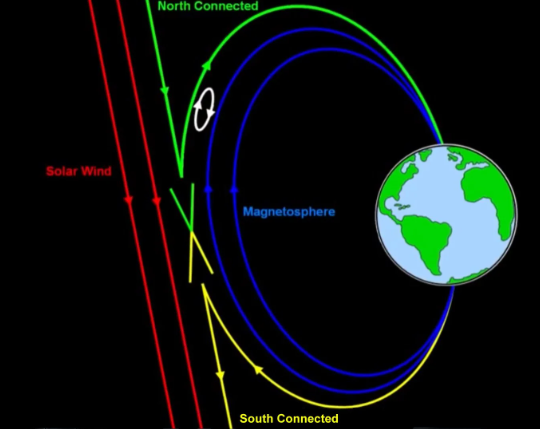 North Connected
Solar Wind
Magnetosphere
South Connected